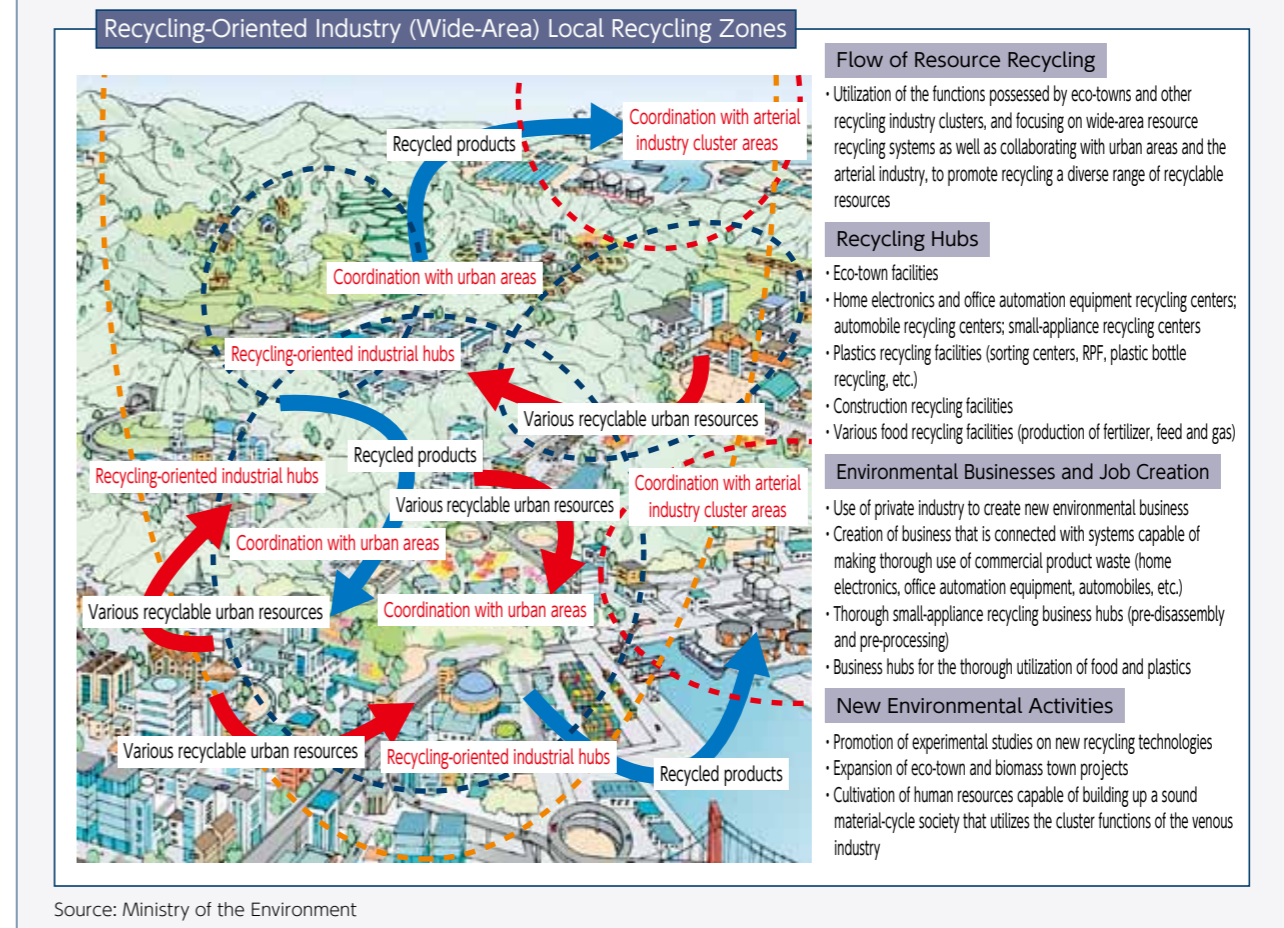 Recycling-Oriented Industry (Wide-Area) Local Recycling Zones
Recycled products
Coordination with arterial
industry cluster areas
Coordination with urban areas
Recycling-oriented industrial hubs
Various recyclable urban resources
Recycled products
Recycling-oriented industrial hubs
Various recyclable urban resources
Coordination with arterial
industry cluster areas
Coordination with urban areas
Various recyclable urban resources
Coordination with urban areas
Various recyclable urban resources
Recycling-oriented industrial hubs
Recycled products
Flow of Resource Recycling
・Utilization of the functions possessed by eco-towns and other
recycling industry clusters, and focusing on wide-area resource
recycling systems as well as collaborating with urban areas and the
arterial industry, to promote recycling a diverse range of recyclable
resources
Recycling Hubs
・Eco-town facilities
・Home electronics and office automation equipment recycling centers;
automobile recycling centers; small-appliance recycling centers
・Plastics recycling facilities (sorting centers, RPF, plastic bottle
recycling, etc.)
・Construction recycling facilities
・Various food recycling facilities (production of fertilizer, feed and gas)
Environmental Businesses and Job Creation
・Use of private industry to create new environmental business
・Creation of business that is connected with systems capable of
making thorough use of commercial product waste (home
electronics, office automation equipment, automobiles, etc.)
・Thorough small-appliance recycling business hubs (pre-disassembly
and pre-processing)
・Business hubs for the thorough utilization of food and plastics
New Environmental Activities
・Promotion of experimental studies on new recycling technologies
・Expansion of eco-town and biomass town projects
・Cultivation of human resources capable of building up a sound
material-cycle society that utilizes the cluster functions of the venous
industry
Source: Ministry of the Environment